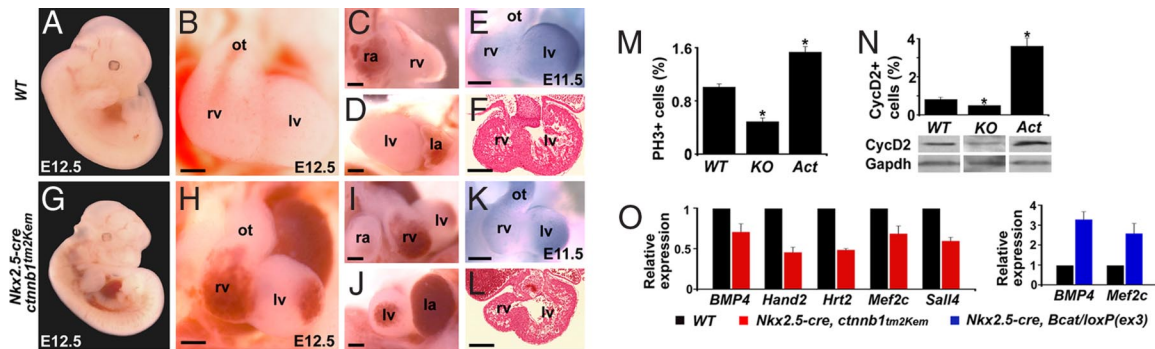 A B C E M N
WT
ot
rv lv
E12.5
E12.5
ra rv
rv lv
E11.5
D F
lv la
rv lv
G H I K
Nkx2.5-cre
ctnnb1tm2Kem
E12.5
ot
rv lv
E12.5
ra rv lv
rv lv
E11.5
J L
lv la
rv lv
PH3+ cells (%)
1.6
0.8
0
* *
WT KO Act
CycD2+
cells (%)
4
2
0
* *
WT KO Act
CycD2
Gapdh
O
Relative
expression
1
0.5
0
BMP4 Hand2 Hrt2 Mef2c Sall4
Relative
expression
4
3
2
1
0
BMP4 Mef2c
WT Nkx2.5-cre, ctnnb1tm2Kem Nkx2.5-cre, Bcat/loxP(ex3)